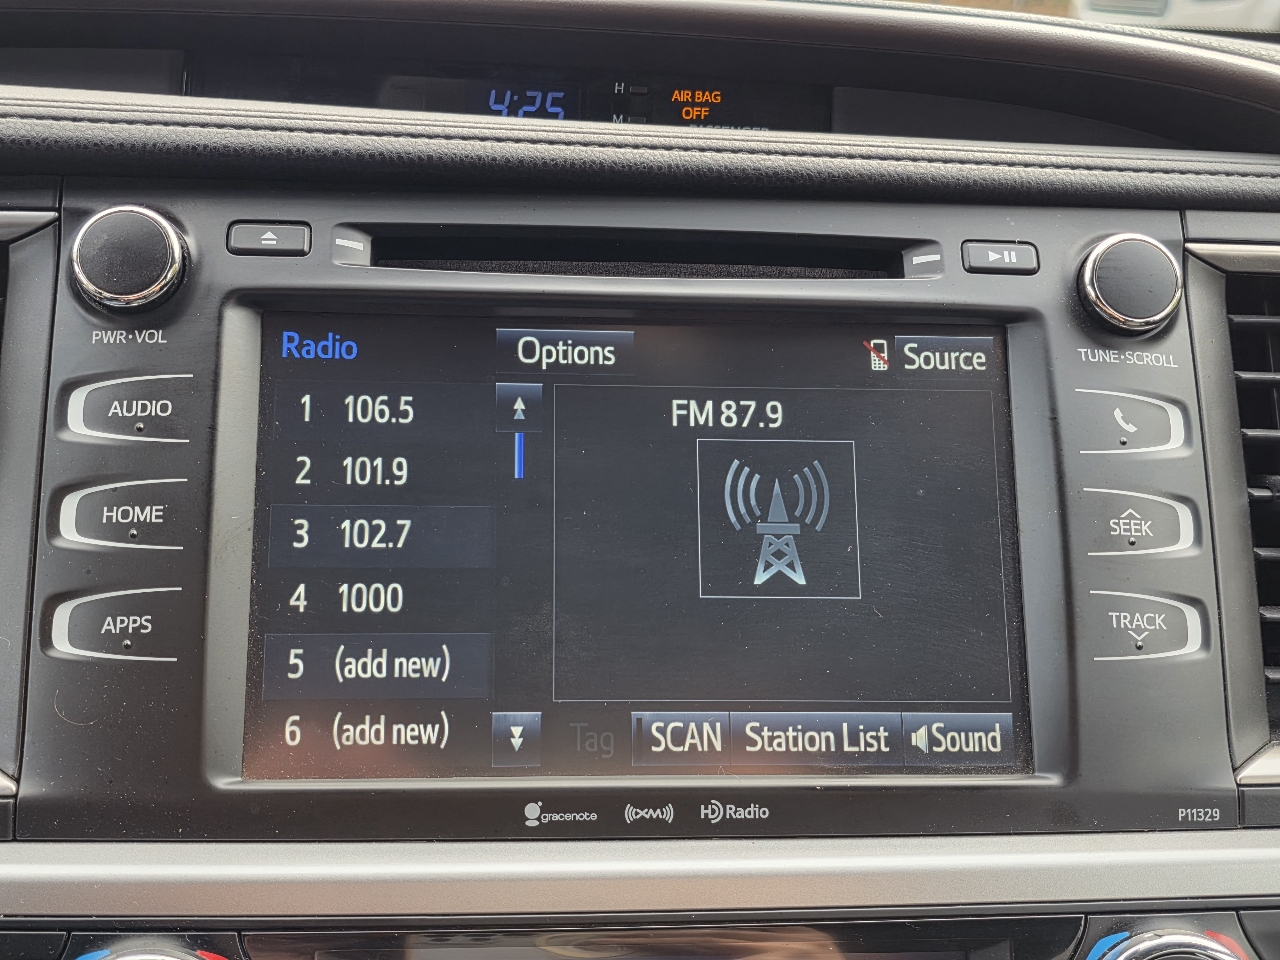 4:25
H
M
AIR BAG
OFF
PWR•VOL
TUNE•SCROLL
AUDIO
HOME
APPS
SEEK
TRACK
Radio
Options
Source
1 106.5
2 101.9
3 102.7
4 1000
5 (add new)
6 (add new)
FM 87.9
Tag
SCAN
Station List
Sound
gracenote
((XM))
HD Radio
P11329